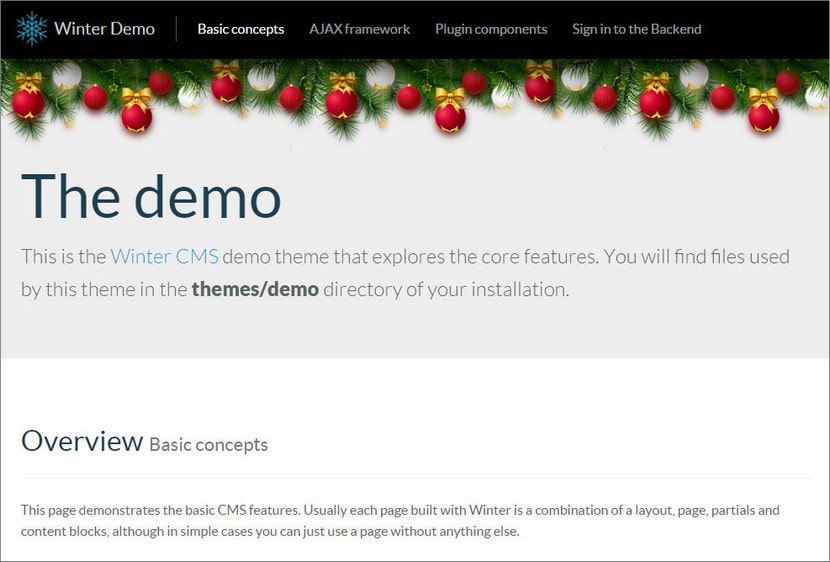 Winter Demo Basic concepts AJAX framework Plugin components Sign in to the Backend
The demo
This is the Winter CMS demo theme that explores the core features. You will find files used
by this theme in the themes/demo directory of your installation.
Overview Basic concepts
This page demonstrates the basic CMS features. Usually each page built with Winter is a combination of a layout, page, partials and
content blocks, although in simple cases you can just use a page without anything else.